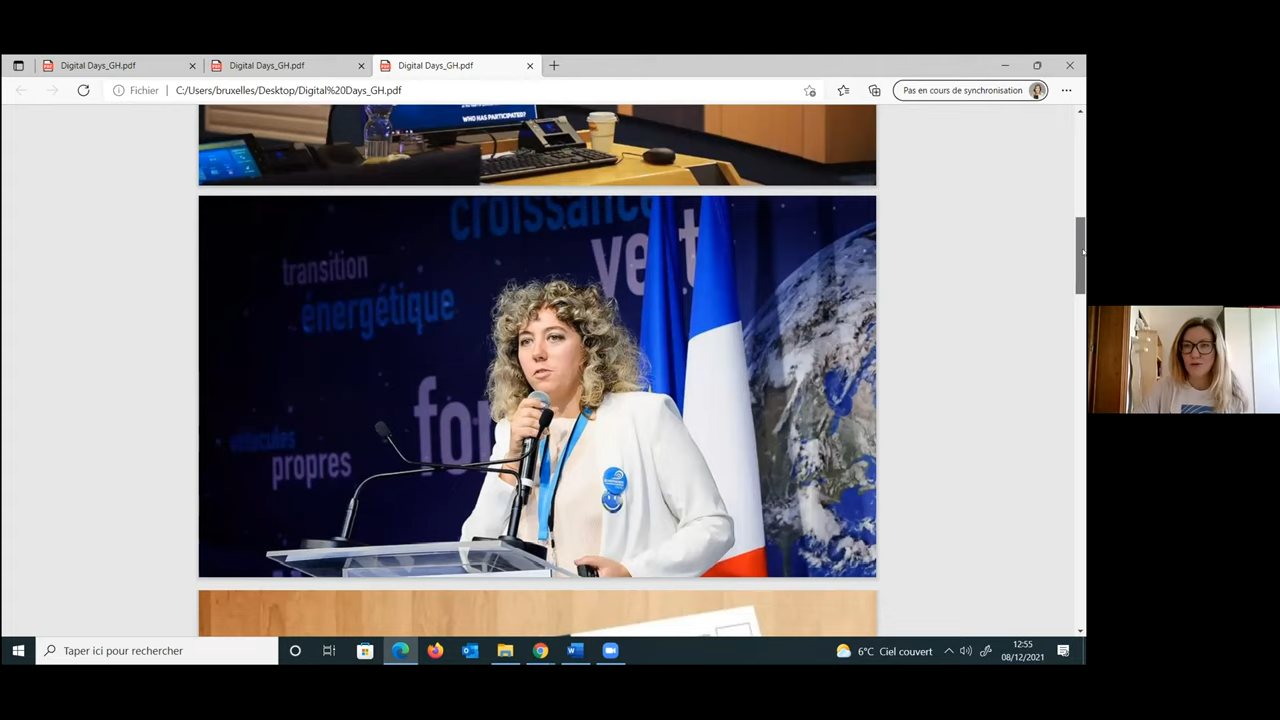 Digital Days_GH.pdf
Digital Days_GH.pdf
Digital Days_GH.pdf
Fichier
C:/Users/bruxelles/Desktop/Digital%20Days_GH.pdf
Pas en cours de synchronisation
WHO HAS PARTICIPATED?
croissance
transition
énergétique
propres
Taper ici pour rechercher
6°C Ciel couvert
12:55
08/12/2021